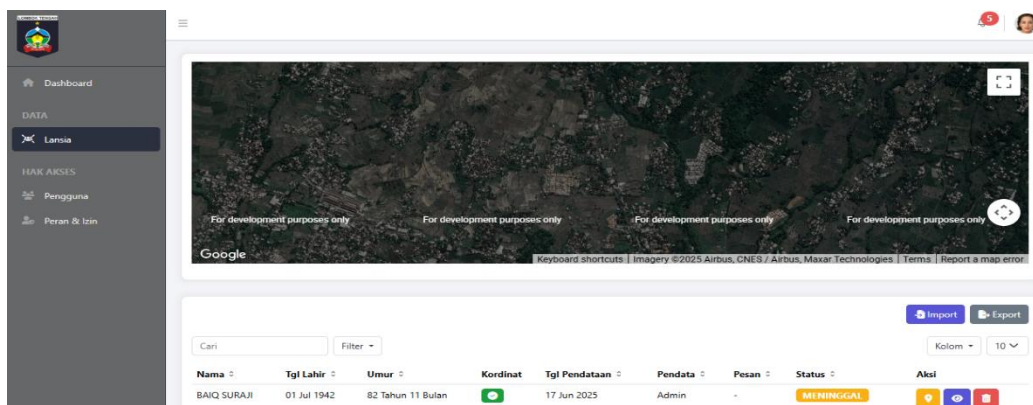 LOMBOK TENGAH
5
Dashboard
DATA
Lansia
HAK AKSES
Pengguna
Peran & Izin
For development purposes only For development purposes only For development purposes only For development purposes only
Google
Keyboard shortcuts Imagery ©2025 Airbus, CNES / Airbus, Maxar Technologies Terms Report a map error
Import Export
Cari Filter Kolom 10
Nama Tgl Lahir Umur Kordinat Tgl Pendataan Pendata Pesan Status Aksi
BAIQ SURAJI 01 Jul 1942 82 Tahun 11 Bulan 17 Jun 2025 Admin - MENINGGAL